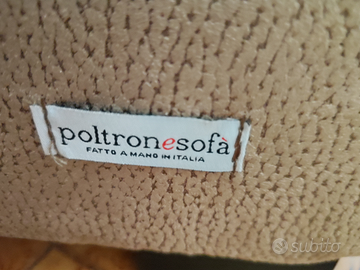 poltronesofà
FATTO A MANO IN ITALIA
subito